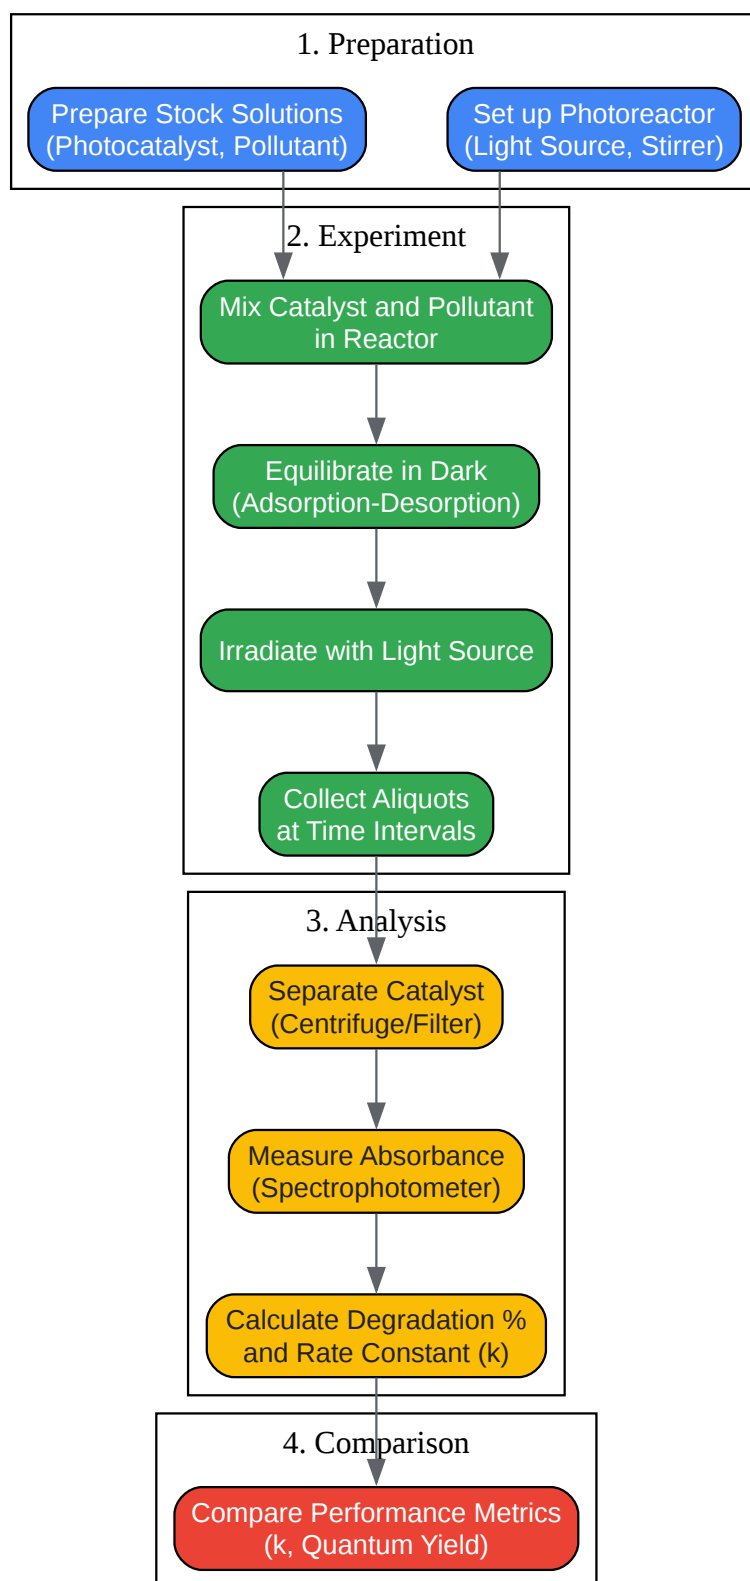 1. Preparation
Prepare Stock Solutions
(Photocatalyst, Pollutant)
Set up Photoreactor
(Light Source, Stirrer)
2. Experiment
Mix Catalyst and Pollutant
in Reactor
Equilibrate in Dark
(Adsorption-Desorption)
Irradiate with Light Source
Collect Aliquots
at Time Intervals
3. Analysis
Separate Catalyst
(Centrifuge/Filter)
Measure Absorbance
(Spectrophotometer)
Calculate Degradation %
and Rate Constant (k)
4. Comparison
Compare Performance Metrics
(k, Quantum Yield)